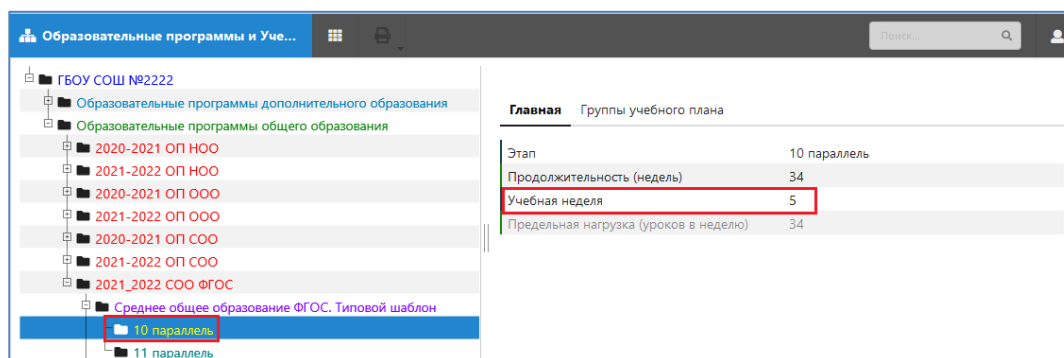 Образовательные программы и Уче...
Поиск...
ГБОУ СОШ №2222
Образовательные программы дополнительного образования
Образовательные программы общего образования
2020-2021 ОП НОО
2021-2022 ОП НОО
2020-2021 ОП ООО
2021-2022 ОП ООО
2020-2021 ОП СОО
2021-2022 ОП СОО
2021_2022 СОО ФГОС
Среднее общее образование ФГОС. Типовой шаблон
10 параллель
11 параллель
Главная Группы учебного плана
Этап 10 параллель
Продолжительность (недель) 34
Учебная неделя 5
Предельная нагрузка (уроков в неделю) 34